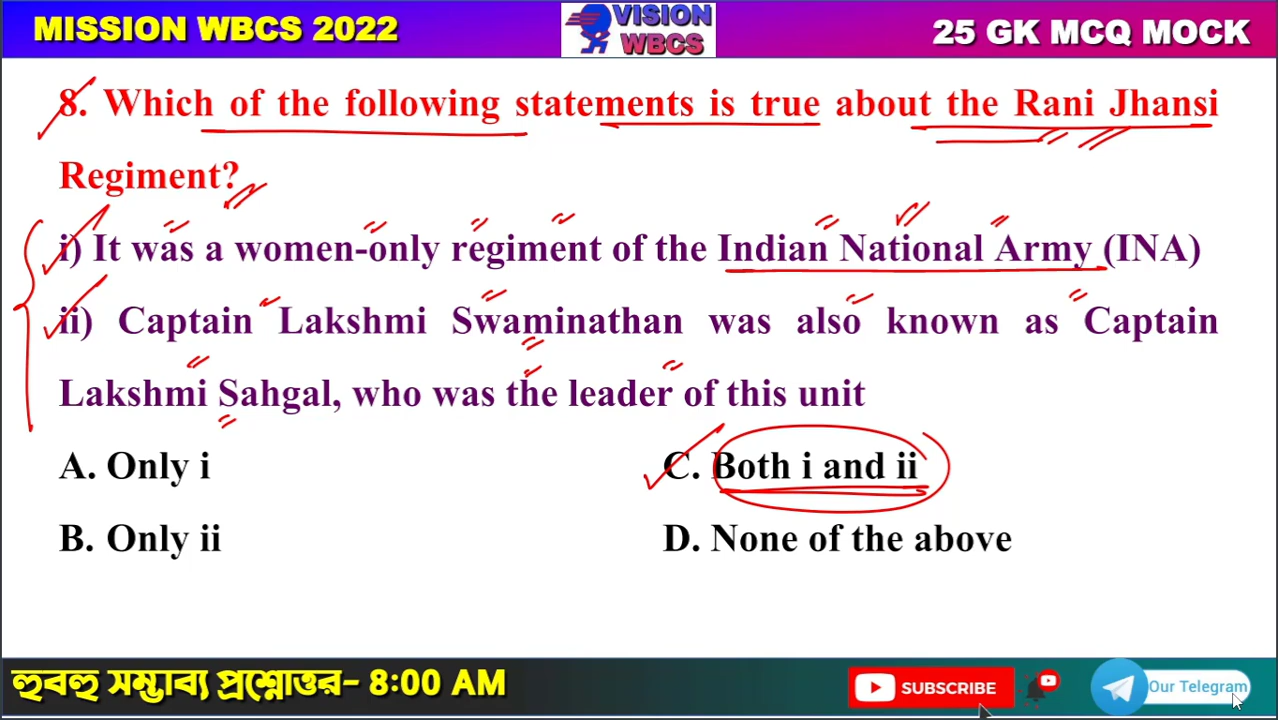 MISSION WBCS 2022
VISION
WBCS
25 GK MCQ MOCK
8. Which of the following statements is true about the Rani Jhansi
Regiment?
i) It was a women-only regiment of the Indian National Army (INA)
ii) Captain Lakshmi Swaminathan was also known as Captain
Lakshmi Sahgal, who was the leader of this unit
A. Only i
C. Both i and ii
B. Only ii
D. None of the above
হুবহু সম্ভাব্য প্রশ্নোত্তর- 8:00 AM
SUBSCRIBE
Our Telegram